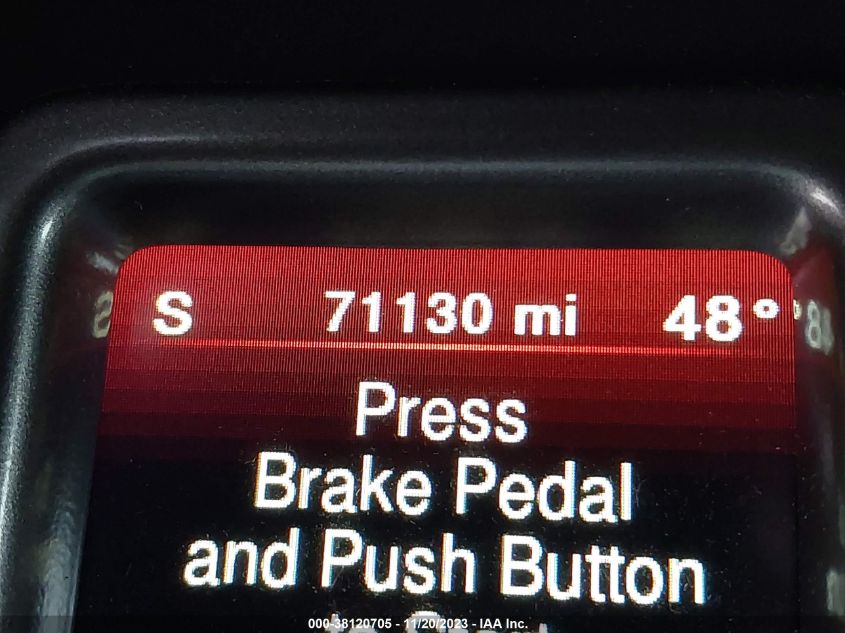 S 71130 mi 48°
Press
Brake Pedal
and Push Button
000-38120705 - 11/20/2023 - IAA Inc.